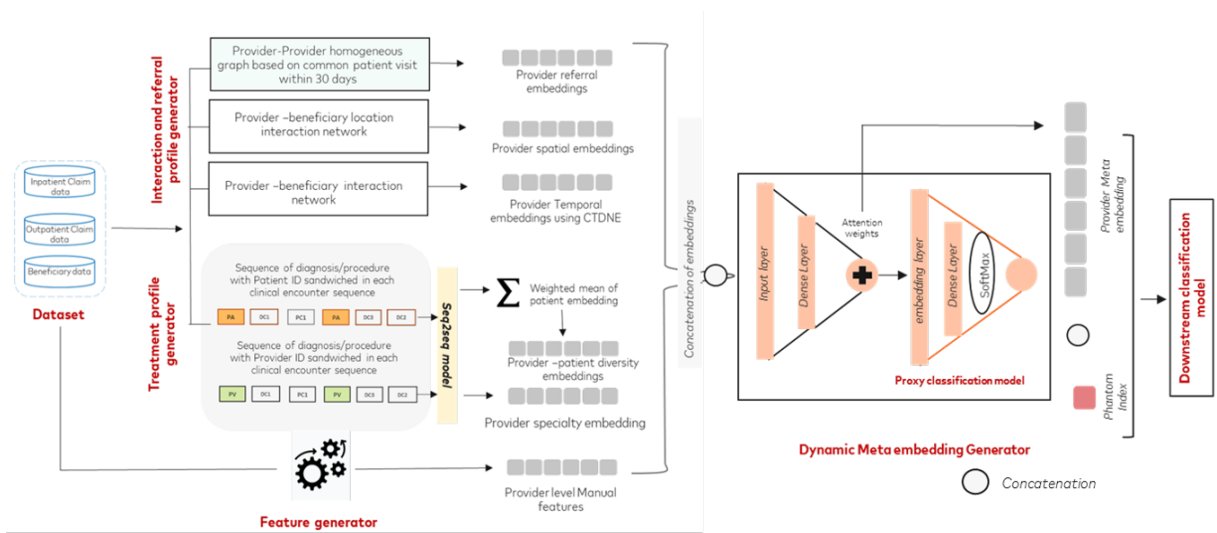 Interaction and referral
profile generator
Provider-Provider homogeneous
graph based on common patient visit
within 30 days
Provider referral
embeddings
Provider –beneficiary location
interaction network
Provider spatial embeddings
Provider –beneficiary interaction
network
Provider Temporal
embeddings using CTDNE
Inpatient Claim
data
Outpatient Claim
data
Beneficiary data
Dataset
Treatment profile
generator
Sequence of diagnosis/procedure
with Patient ID sandwiched in each
clinical encounter sequence
PA DC1 PC1 PA DC3 DC2
Sequence of diagnosis/procedure
with Provider ID sandwiched in each
clinical encounter sequence
PV DC1 PC1 PV DC3 DC2
Seq2seq model
Σ
Weighted mean of
patient embedding
Provider –patient diversity
embeddings
Provider specialty embedding
Provider level Manual
features
Feature generator
Concatenation of embeddings
Input layer
Dense Layer
Attention
weights
embedding layer
Dense Layer
SoftMax
Proxy classification model
Dynamic Meta embedding Generator
Concatenation
Provider Meta
embedding
Phantom
Index
Downstream classification
model